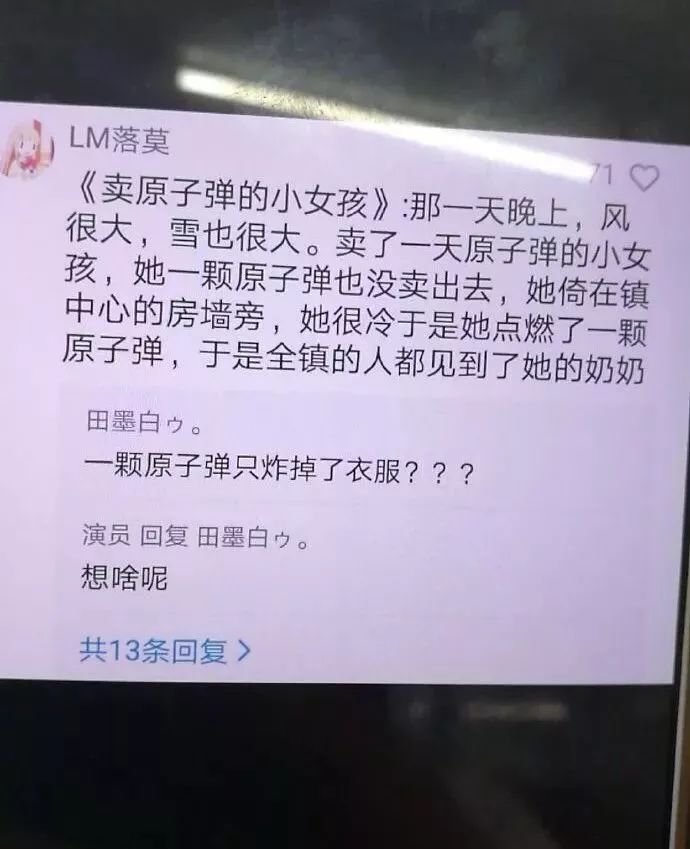 LM落莫
71
《卖原子弹的小女孩》:那一天晚上，风
很大，雪也很大。卖了一天原子弹的小女
孩，她一颗原子弹也没卖出去，她倚在镇
中心的房墙旁，她很冷于是她点燃了一颗
原子弹，于是全镇的人都见到了她的奶奶
田墨白ゥ。
一颗原子弹只炸掉了衣服？？？
演员 回复 田墨白ゥ。
想啥呢
共13条回复 >